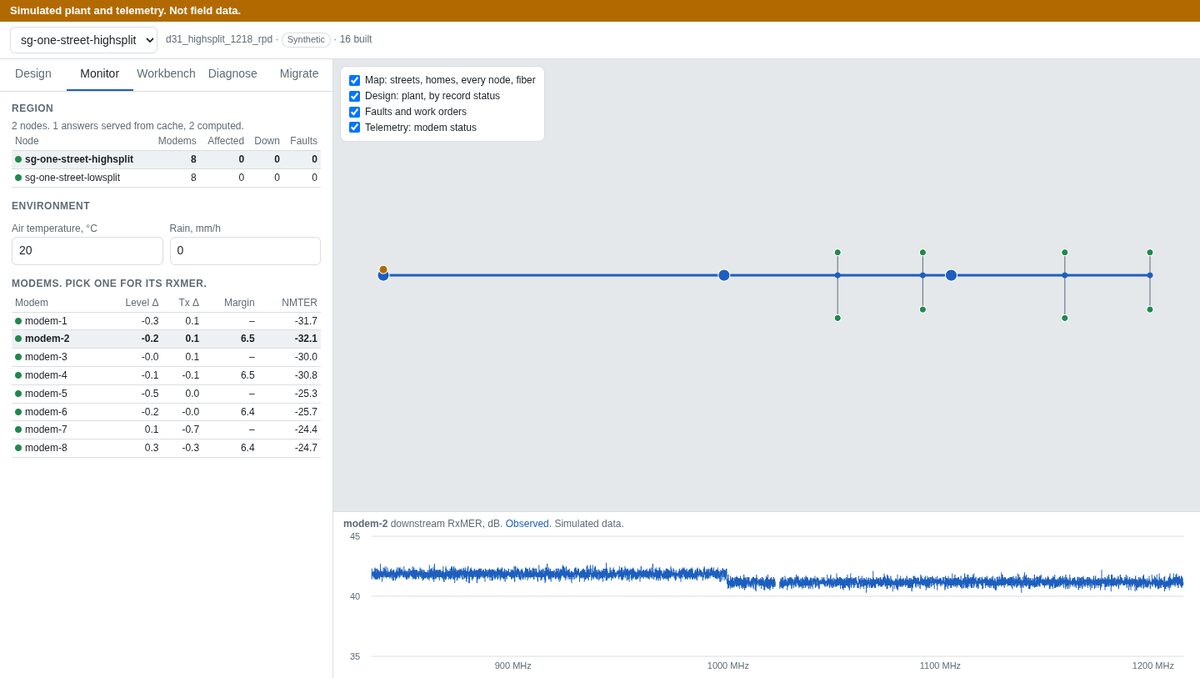 Simulated plant and telemetry. Not field data.
sg-one-street-highsplit d31_highsplit_1218_rpd · Synthetic · 16 built
Design Monitor Workbench Diagnose Migrate
REGION
2 nodes. 1 answers served from cache, 2 computed.
Node Modems Affected Down Faults
sg-one-street-highsplit 8 0 0 0
sg-one-street-lowsplit 8 0 0 0
ENVIRONMENT
Air temperature, °C Rain, mm/h
20 0
MODEMS. PICK ONE FOR ITS RXMER.
Modem Level Δ Tx Δ Margin NMTER
modem-1 -0.3 0.1 – -31.7
modem-2 -0.2 0.1 6.5 -32.1
modem-3 -0.0 0.1 – -30.0
modem-4 -0.1 -0.1 6.5 -30.8
modem-5 -0.5 0.0 – -25.3
modem-6 -0.2 -0.0 6.4 -25.7
modem-7 0.1 -0.7 – -24.4
modem-8 0.3 -0.3 6.4 -24.7
Map: streets, homes, every node, fiber
Design: plant, by record status
Faults and work orders
Telemetry: modem status
modem-2 downstream RxMER, dB. Observed. Simulated data.
45
40
35
900 MHz 1000 MHz 1100 MHz 1200 MHz